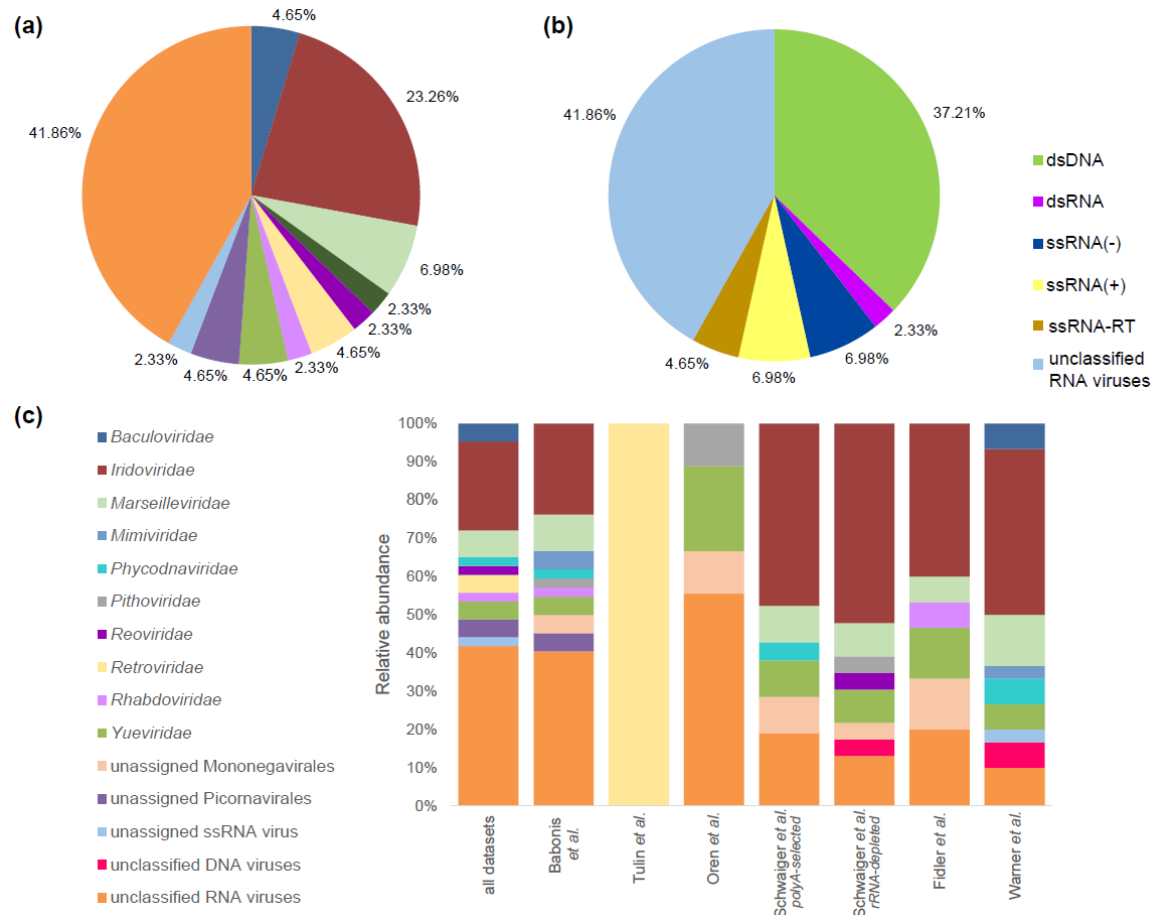 (a)
4.65%
23.26%
6.98%
2.33%
2.33%
4.65%
2.33%
4.65%
4.65%
2.33%
41.86%
(b)
37.21%
2.33%
6.98%
6.98%
4.65%
41.86%
dsDNA
dsRNA
ssRNA(-)
ssRNA(+)
ssRNA-RT
unclassified
RNA viruses
(c)
Baculoviridae
Iridoviridae
Marseilleviridae
Mimiviridae
Phycodnaviridae
Pithoviridae
Reoviridae
Retroviridae
Rhabdoviridae
Yueviridae
unassigned Mononegavirales
unassigned Picornavirales
unassigned ssRNA virus
unclassified DNA viruses
unclassified RNA viruses
Relative abundance
100%
90%
80%
70%
60%
50%
40%
30%
20%
10%
0%
all datasets
Babonis
et al.
Tulin et al.
Oren et al.
Schwaiger et al.
polyA-selected
Schwaiger et al.
rRNA-depleted
Fidler et al.
Warner et al.